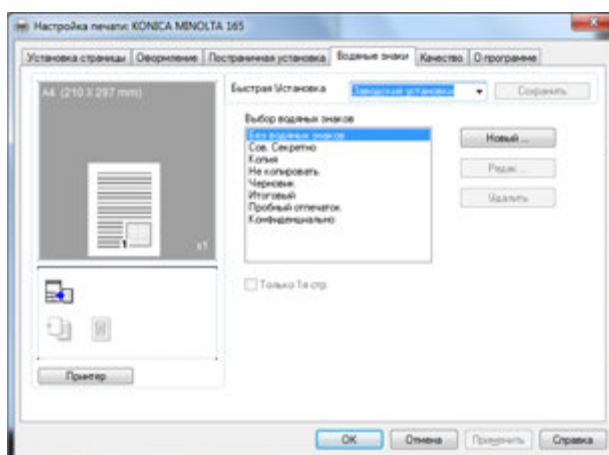 Настройка печати: KONICA MINOLTA 165
Установка страницы Оформление Постраничная установка Водяные знаки Качество О программе
A4 (210 X 297 mm)
Быстрая Установка Заводские установки Сохранить
Выбор водяных знаков
Без водяных знаков
Сов. Секретно
Копия
Не копировать
Черновик
Итоговый
Пробный отпечаток
Конфиденциально
Новый ...
Редак. ...
Удалить
x1
Только 1я стр
Принтер
OK Отмена Применить Справка